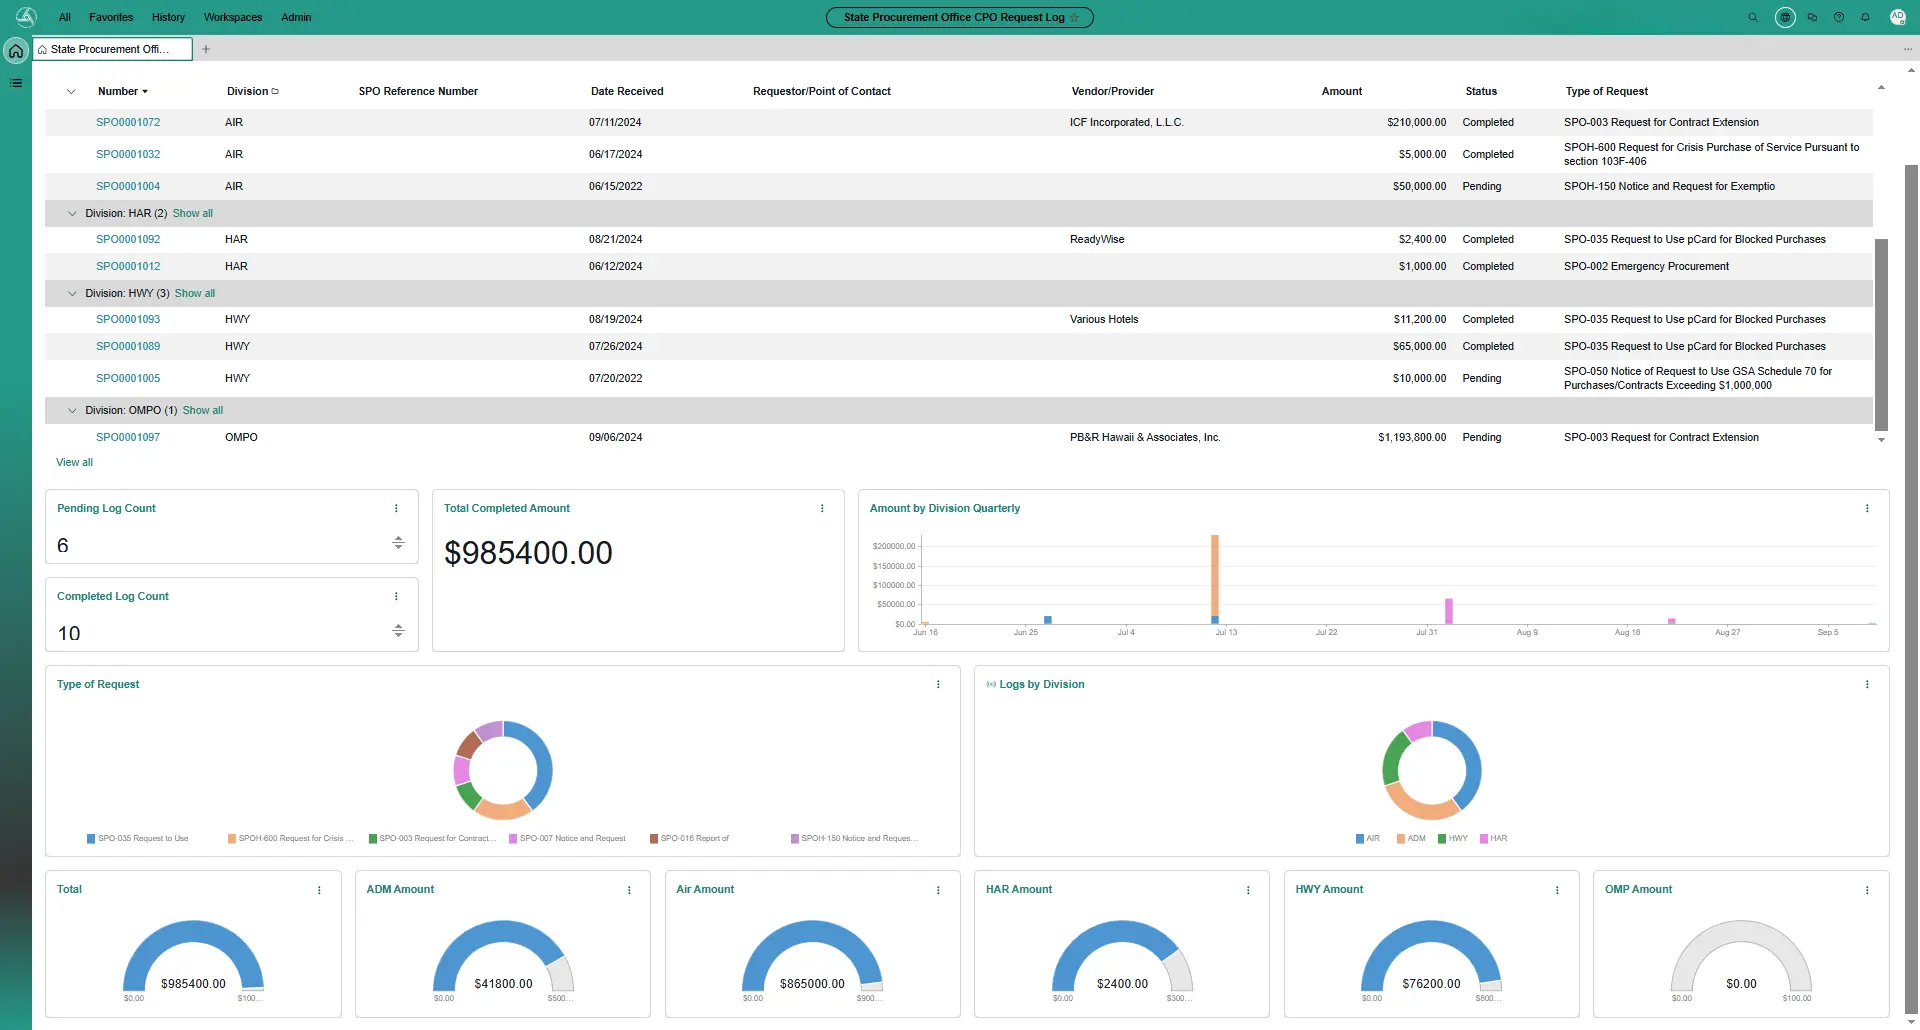 All Favorites History Workspaces Admin
State Procurement Office CPO Request Log ☆
AD
State Procurement Offi...
Number Division SPO Reference Number Date Received Requestor/Point of Contact Vendor/Provider Amount Status Type of Request
SPO0001072 AIR 07/11/2024 ICF Incorporated, L.L.C. $210,000.00 Completed SPO-003 Request for Contract Extension
SPO0001032 AIR 06/17/2024 $5,000.00 Completed SPOH-600 Request for Crisis Purchase of Service Pursuant to
section 103F-406
SPO0001004 AIR 06/15/2022 $50,000.00 Pending SPOH-150 Notice and Request for Exemptio
Division: HAR (2) Show all
SPO0001092 HAR 08/21/2024 ReadyWise $2,400.00 Completed SPO-035 Request to Use pCard for Blocked Purchases
SPO0001012 HAR 06/12/2024 $1,000.00 Completed SPO-002 Emergency Procurement
Division: HWY (3) Show all
SPO0001093 HWY 08/19/2024 Various Hotels $11,200.00 Completed SPO-035 Request to Use pCard for Blocked Purchases
SPO0001089 HWY 07/26/2024 $65,000.00 Completed SPO-035 Request to Use pCard for Blocked Purchases
SPO0001005 HWY 07/20/2022 $10,000.00 Pending SPO-050 Notice of Request to Use GSA Schedule 70 for
Purchases/Contracts Exceeding $1,000,000
Division: OMPO (1) Show all
SPO0001097 OMPO 09/06/2024 PB&R Hawaii & Associates, Inc. $1,193,800.00 Pending SPO-003 Request for Contract Extension
View all
Pending Log Count
6
Completed Log Count
10
Total Completed Amount
$985400.00
Amount by Division Quarterly
$200000.00
$150000.00
$100000.00
$50000.00
$0.00
Jun 16 Jun 25 Jul 4 Jul 13 Jul 22 Jul 31 Aug 9 Aug 18 Aug 27 Sep 5
Type of Request
SPO-035 Request to Use SPOH-600 Request for Crisis ... SPO-003 Request for Contract... SPO-007 Notice and Request SPO-016 Report of SPOH-150 Notice and Reques...
Logs by Division
AIR ADM HWY HAR
Total
$985400.00
$0.00 $100...
ADM Amount
$41800.00
$0.00 $500...
Air Amount
$865000.00
$0.00 $900...
HAR Amount
$2400.00
$0.00 $300...
HWY Amount
$76200.00
$0.00 $800...
OMP Amount
$0.00
$0.00 $100.00